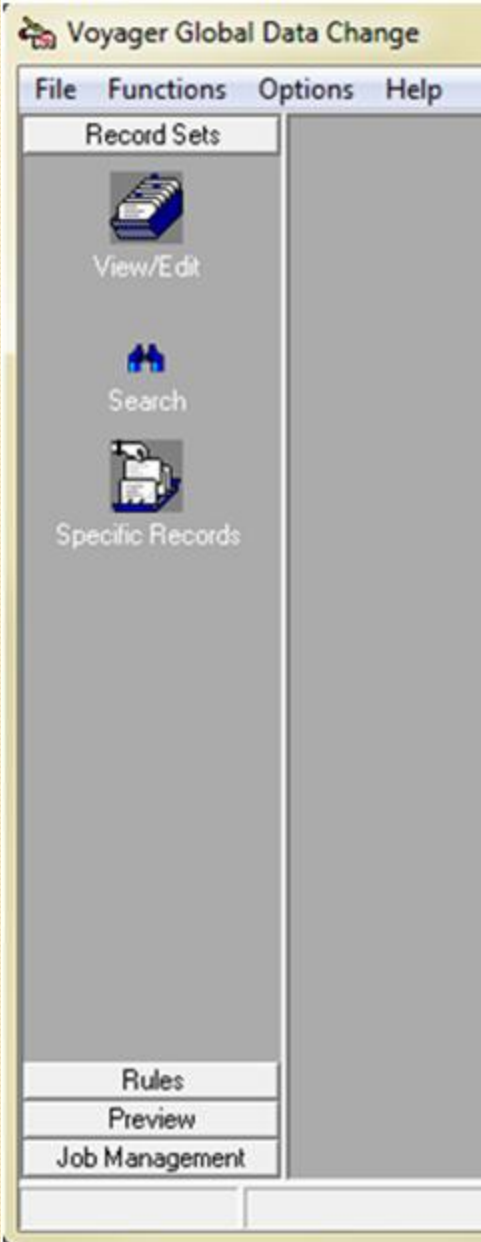 Voyager Global Data Change
File Functions Options Help
Record Sets
View/Edit
Search
Specific Records
Rules
Preview
Job Management